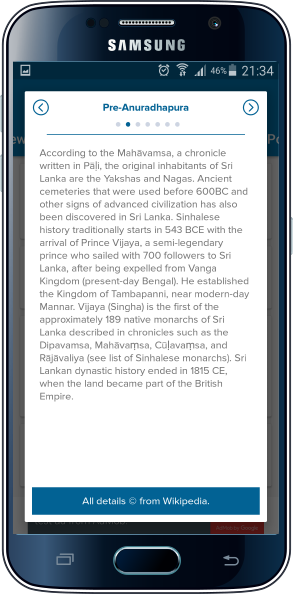 SAMSUNG
46% 21:34
Pre-Anuradhapura
According to the Mahāvamsa, a chronicle
written in Pāḷi, the original inhabitants of Sri
Lanka are the Yakshas and Nagas. Ancient
cemeteries that were used before 600BC and
other signs of advanced civilization has also
been discovered in Sri Lanka. Sinhalese
history traditionally starts in 543 BCE with the
arrival of Prince Vijaya, a semi-legendary
prince who sailed with 700 followers to Sri
Lanka, after being expelled from Vanga
Kingdom (present-day Bengal). He established
the Kingdom of Tambapanni, near modern-day
Mannar. Vijaya (Singha) is the first of the
approximately 189 native monarchs of Sri
Lanka described in chronicles such as the
Dipavamsa, Mahāvaṃsa, Cūḷavaṃsa, and
Rājāvaliya (see list of Sinhalese monarchs). Sri
Lankan dynastic history ended in 1815 CE,
when the land became part of the British
Empire.
All details © from Wikipedia.